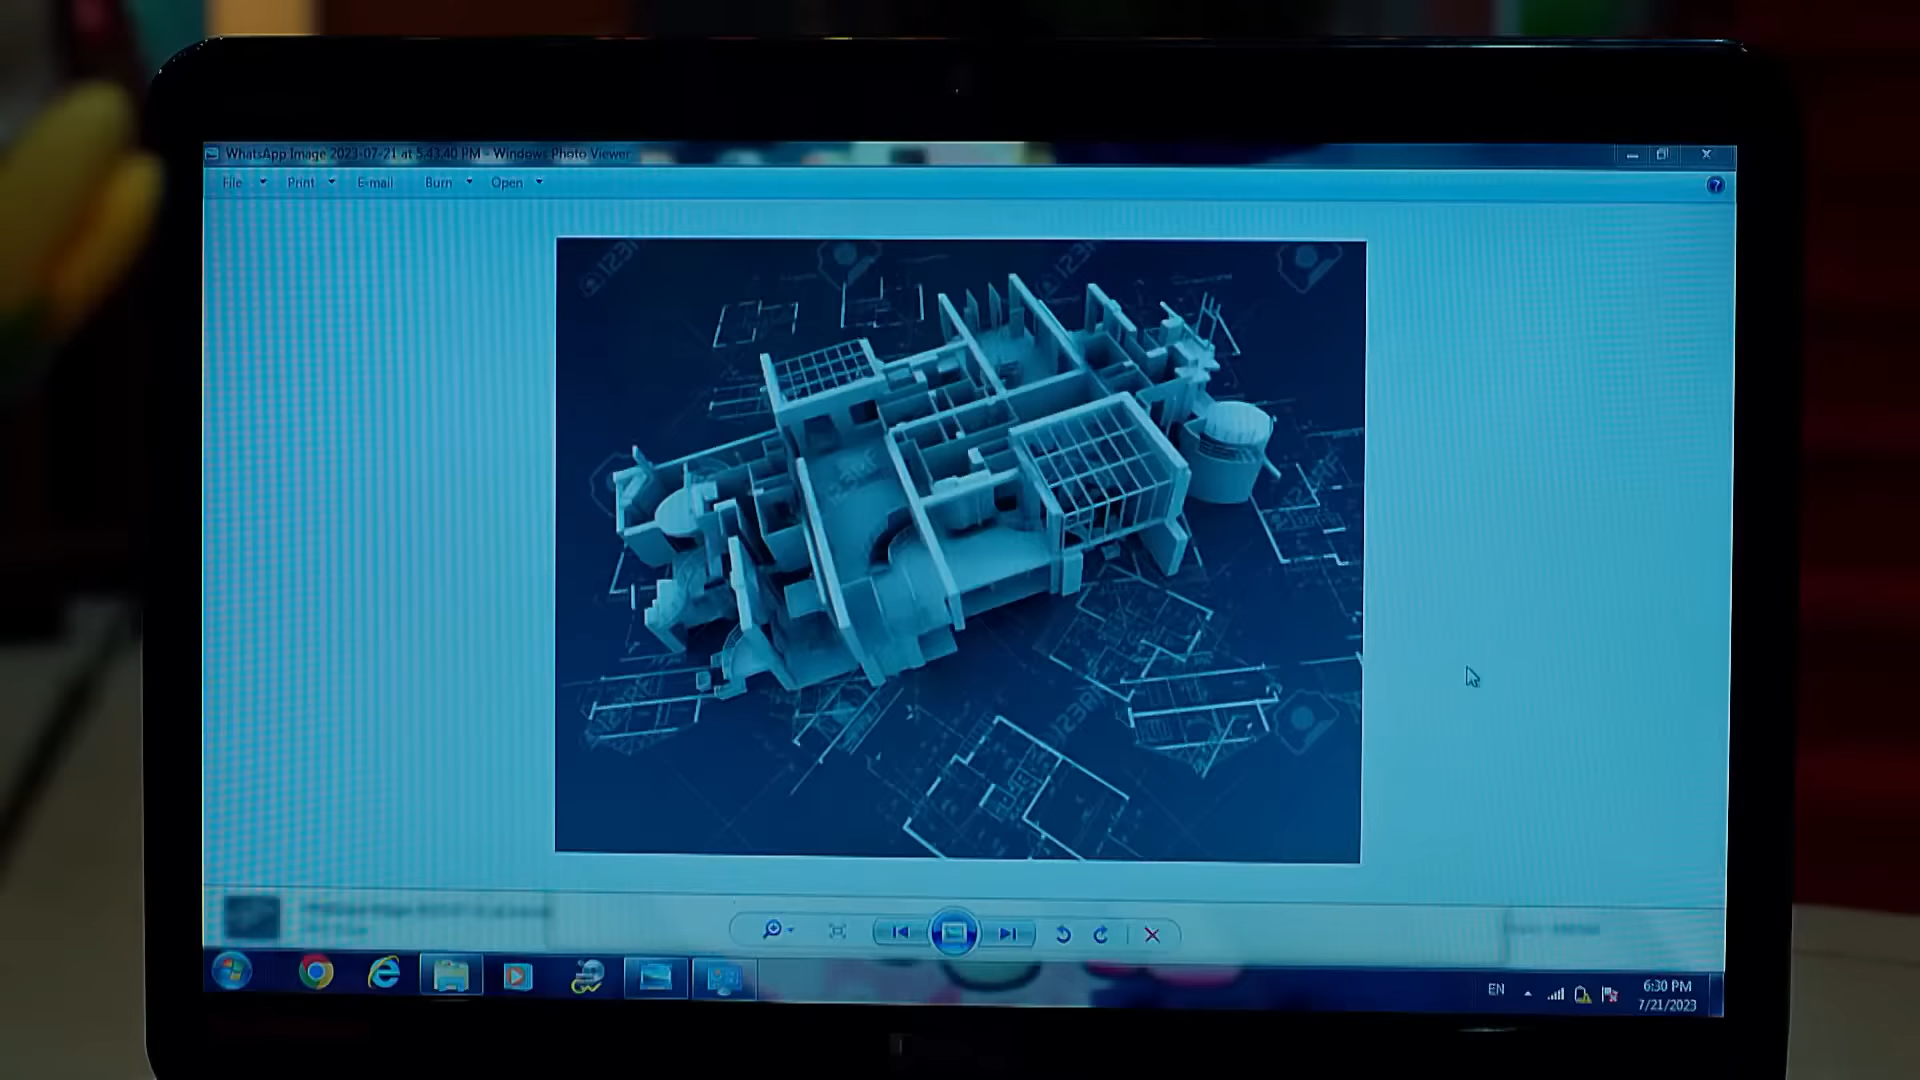 WhatsApp Image 2023-07-21 at 5.43.40 PM - Windows Photo Viewer
File Print E-mail Burn Open
?
123RF
EN
6:30 PM
7/21/2023